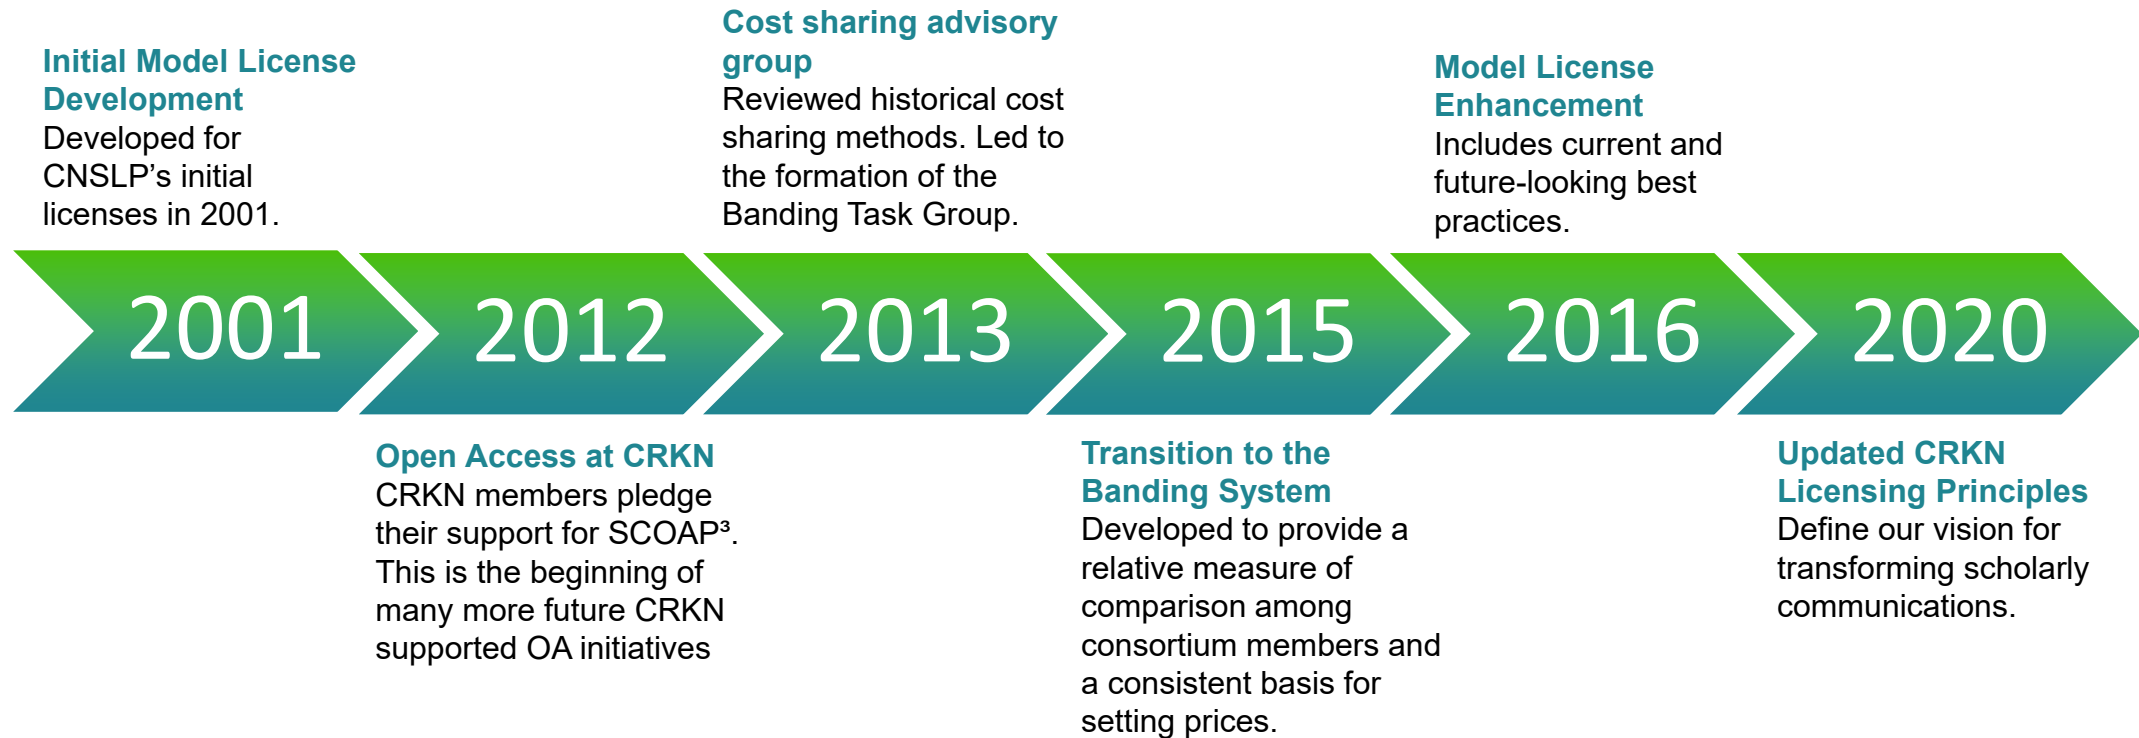 Initial Model License
Development
Developed for
CNSLP’s initial
licenses in 2001.
Cost sharing advisory
group
Reviewed historical cost
sharing methods. Led to
the formation of the
Banding Task Group.
Model License
Enhancement
Includes current and
future-looking best
practices.
2001
2012
2013
2015
2016
2020
Open Access at CRKN
CRKN members pledge
their support for SCOAP³.
This is the beginning of
many more future CRKN
supported OA initiatives
Transition to the
Banding System
Developed to provide a
relative measure of
comparison among
consortium members and
a consistent basis for
setting prices.
Updated CRKN
Licensing Principles
Define our vision for
transforming scholarly
communications.